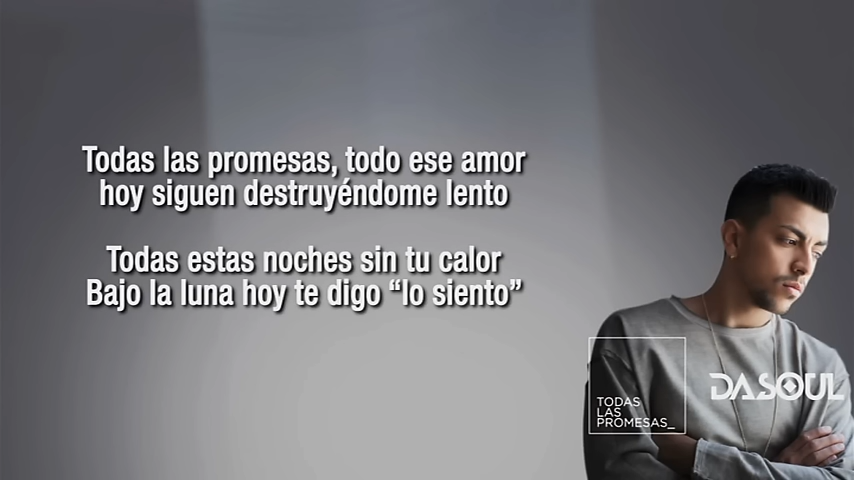 Todas las promesas, todo ese amor
hoy siguen destruyéndome lento
Todas estas noches sin tu calor
Bajo la luna hoy te digo “lo siento”
TODAS
LAS
PROMESAS_
DASOUL